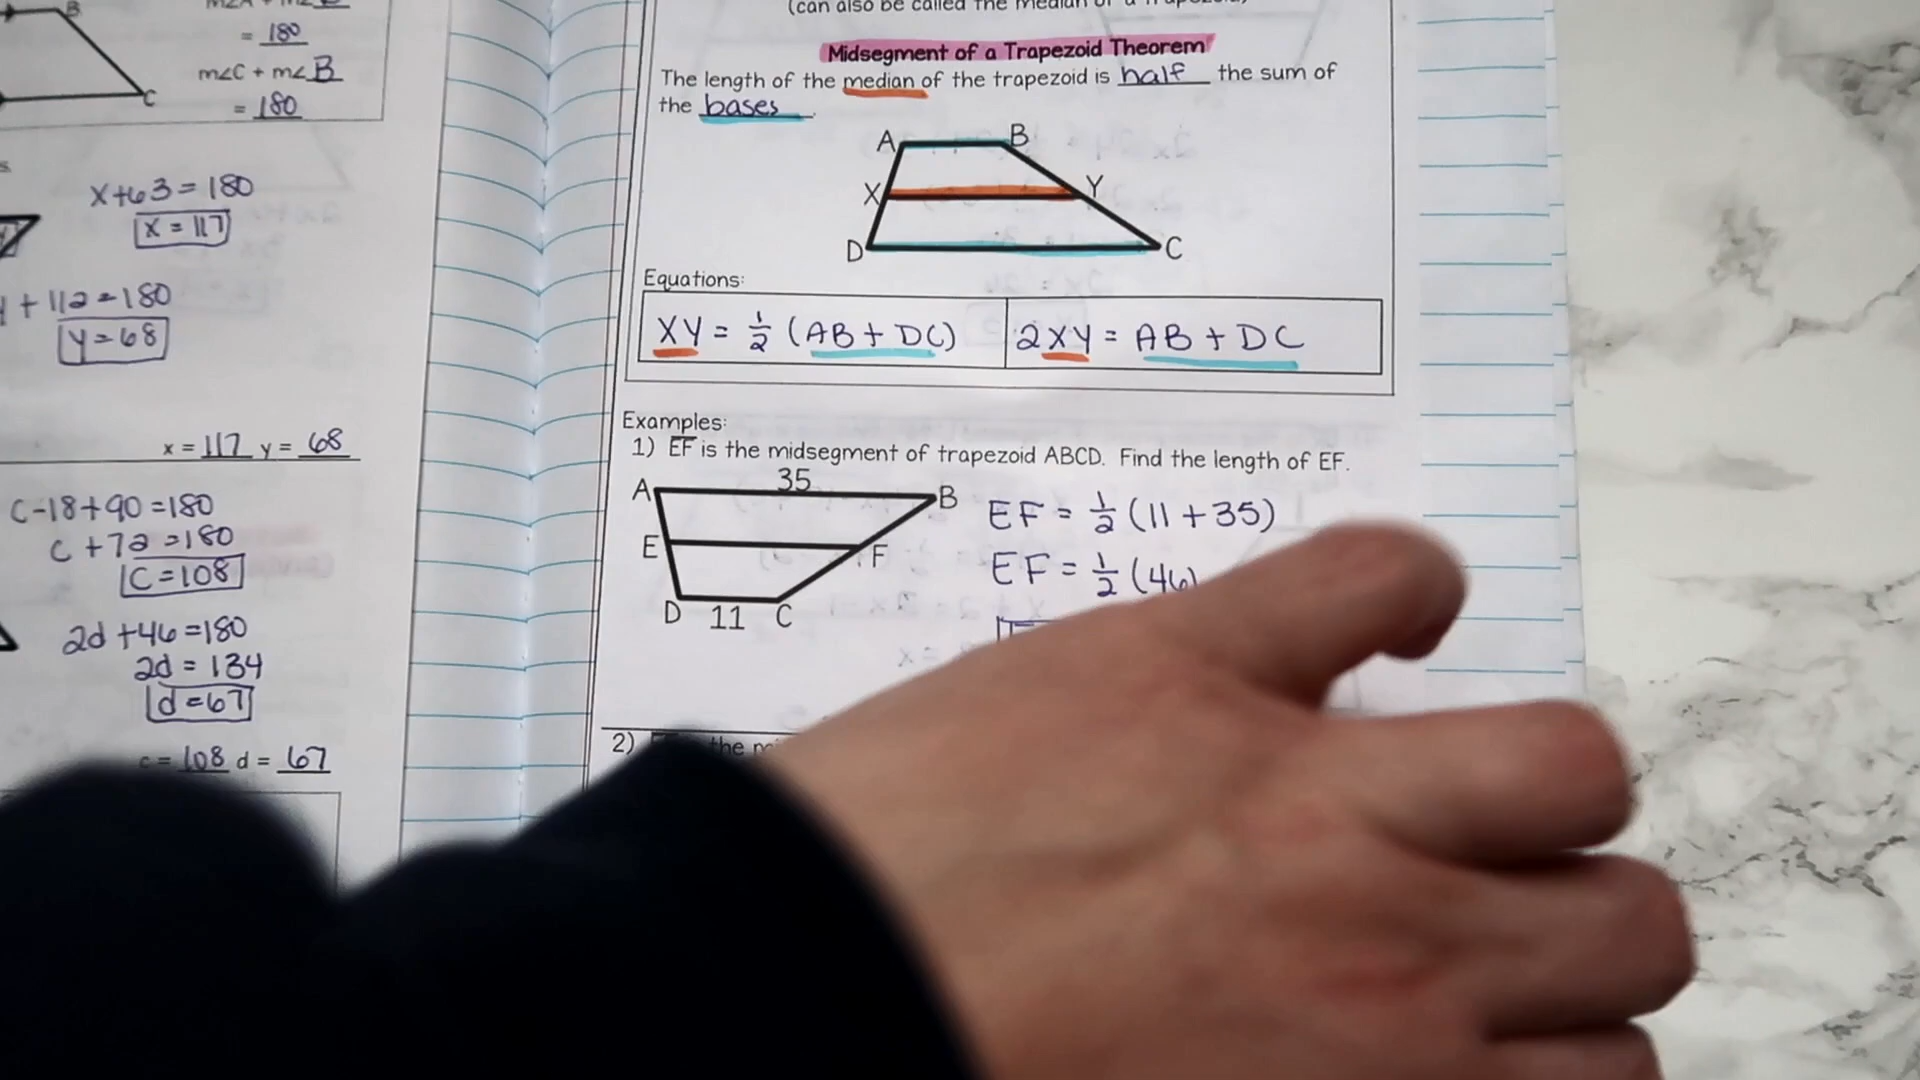 B
= 180
m∠C + m∠B
= 180
x+63=180
x = 117
+ 112=180
y=68
x = 117 y = 68
C-18+90=180
C+72=180
C=108
2d+46=180
2d = 134
d=67
c = 108 d = 67
(can also be called the median of a trapezoid)
Midsegment of a Trapezoid Theorem
The length of the median of the trapezoid is half the sum of
the bases.
A B
X Y
D C
Equations:
XY = 1/2 (AB + DC)
2XY = AB + DC
Examples:
1) EF is the midsegment of trapezoid ABCD. Find the length of EF.
35
A B
E F
D 11 C
EF = 1/2 (11+35)
EF = 1/2 (46)
2) the
C